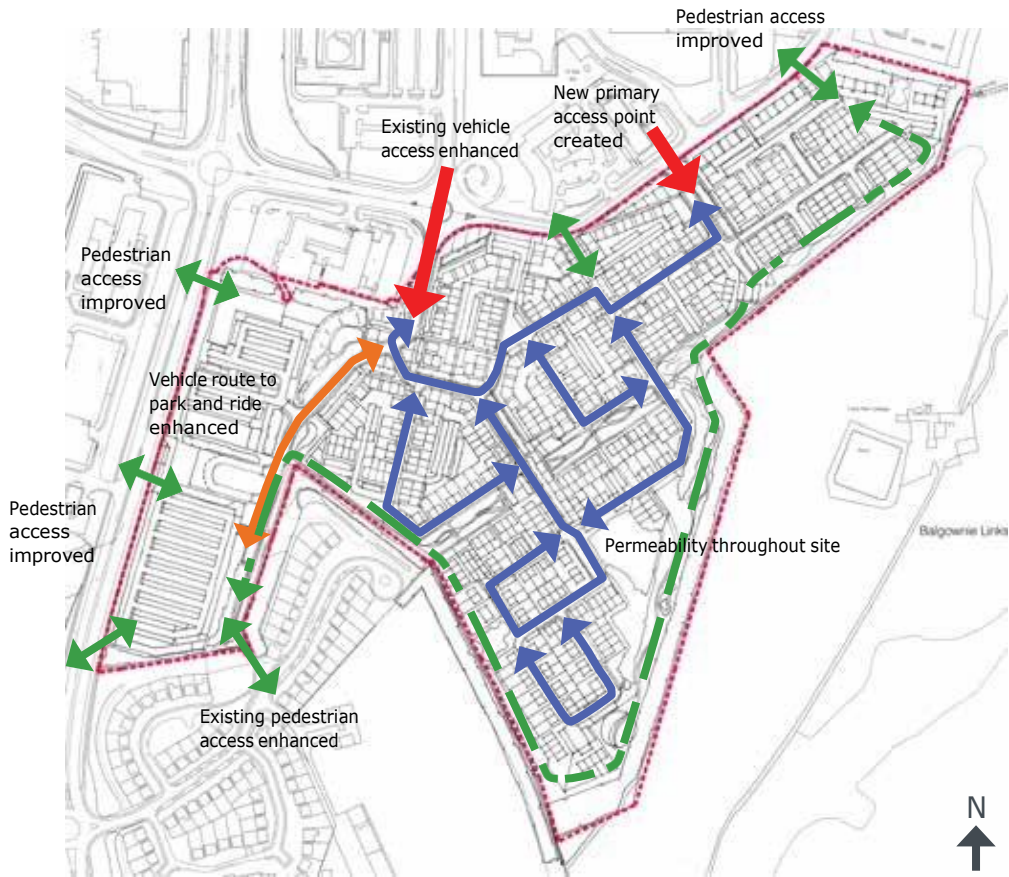 Pedestrian access
improved
New primary
access point
created
Existing vehicle
access enhanced
Pedestrian
access
improved
Vehicle route to
park and ride
enhanced
Pedestrian
access
improved
Permeability throughout site
Balgownie Links
Existing pedestrian
access enhanced
N